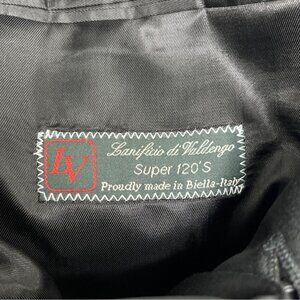 LV
Lanificio di Valdengo
Super 120'S
Proudly made in Biella-Italy